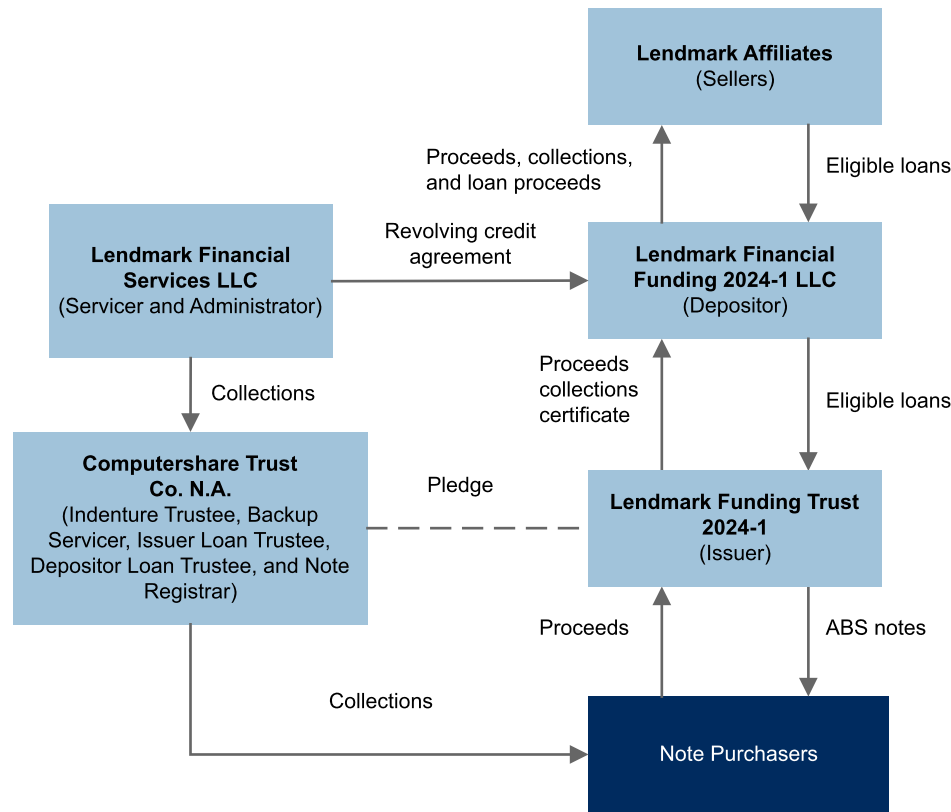 Lendmark Affiliates
(Sellers)
Proceeds, collections,
and loan proceeds
Eligible loans
Lendmark Financial
Services LLC
(Servicer and Administrator)
Revolving credit
agreement
Lendmark Financial
Funding 2024-1 LLC
(Depositor)
Collections
Proceeds
collections
certificate
Eligible loans
Computershare Trust
Co. N.A.
(Indenture Trustee, Backup
Servicer, Issuer Loan Trustee,
Depositor Loan Trustee, and Note
Registrar)
Pledge
Lendmark Funding Trust
2024-1
(Issuer)
Proceeds
ABS notes
Collections
Note Purchasers